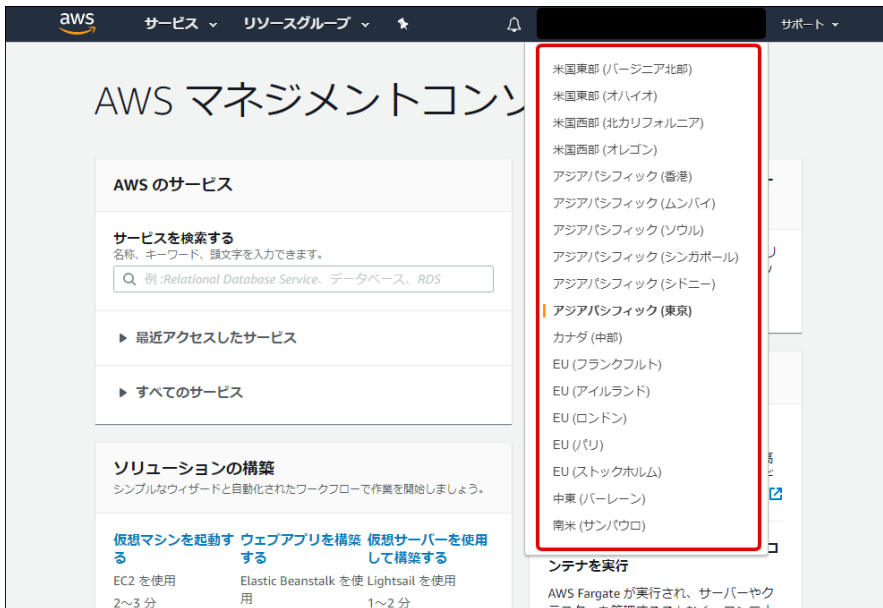 aws
サービス
リソースグループ
サポート
AWS マネジメントコンソ
米国東部 (バージニア北部)
米国東部 (オハイオ)
米国西部 (北カリフォルニア)
米国西部 (オレゴン)
アジアパシフィック (香港)
アジアパシフィック (ムンバイ)
アジアパシフィック (ソウル)
アジアパシフィック (シンガポール)
アジアパシフィック (シドニー)
アジアパシフィック (東京)
カナダ (中部)
EU (フランクフルト)
EU (アイルランド)
EU (ロンドン)
EU (パリ)
EU (ストックホルム)
中東 (バーレーン)
南米 (サンパウロ)
AWS のサービス
サービスを検索する
名称、キーワード、頭文字を入力できます。
例 :Relational Database Service、データベース、RDS
最近アクセスしたサービス
すべてのサービス
ソリューションの構築
シンプルなウィザードと自動化されたワークフローで作業を開始しましょう。
仮想マシンを起動す
る
EC2 を使用
2～3 分
ウェブアプリを構築
する
Elastic Beanstalk を使
用
仮想サーバーを使用
して構築する
Lightsail を使用
1～2 分
コ
ンテナを実行
AWS Fargate が実行され、サーバーやク